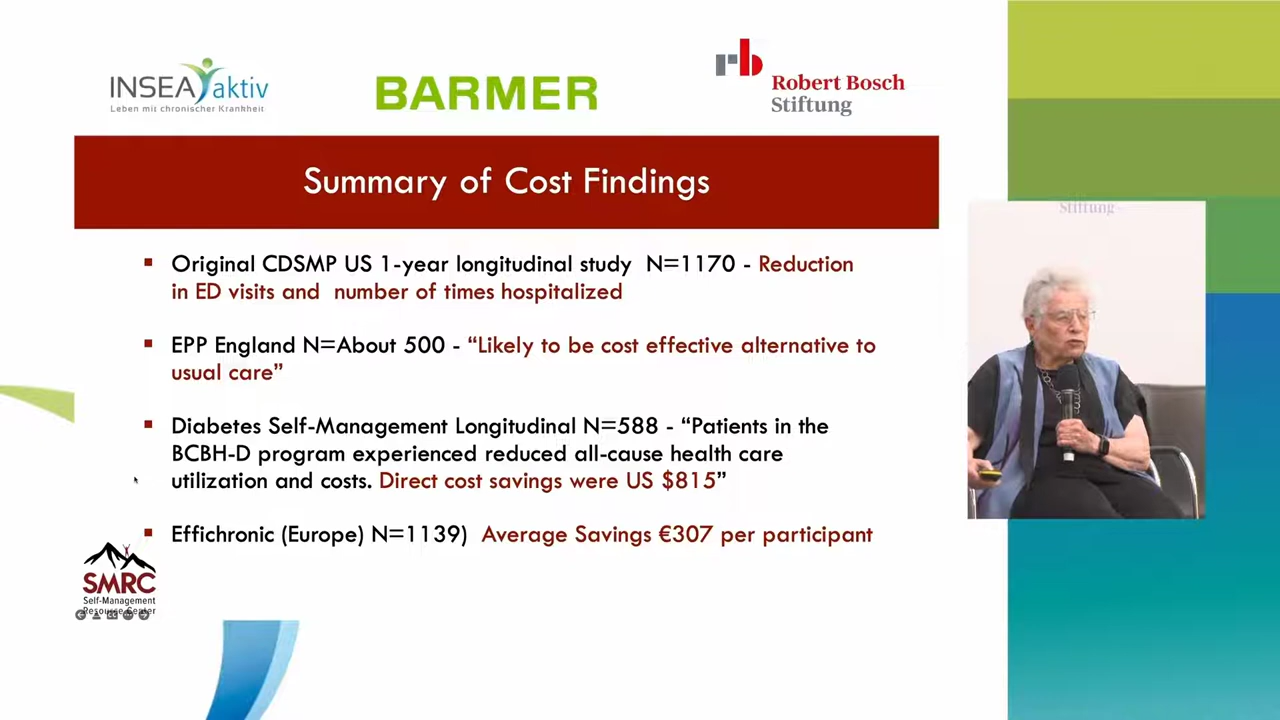 INSEA aktiv
Leben mit chronischer Krankheit
BARMER
rb
Robert Bosch
Stiftung
Summary of Cost Findings
Stiftung
▪ Original CDSMP US 1-year longitudinal study N=1170 - Reduction
in ED visits and number of times hospitalized
▪ EPP England N=About 500 - “Likely to be cost effective alternative to
usual care”
▪ Diabetes Self-Management Longitudinal N=588 - “Patients in the
BCBH-D program experienced reduced all-cause health care
utilization and costs. Direct cost savings were US $815”
▪ Effichronic (Europe) N=1139) Average Savings €307 per participant
SMRC
Self-Management
Resource Center